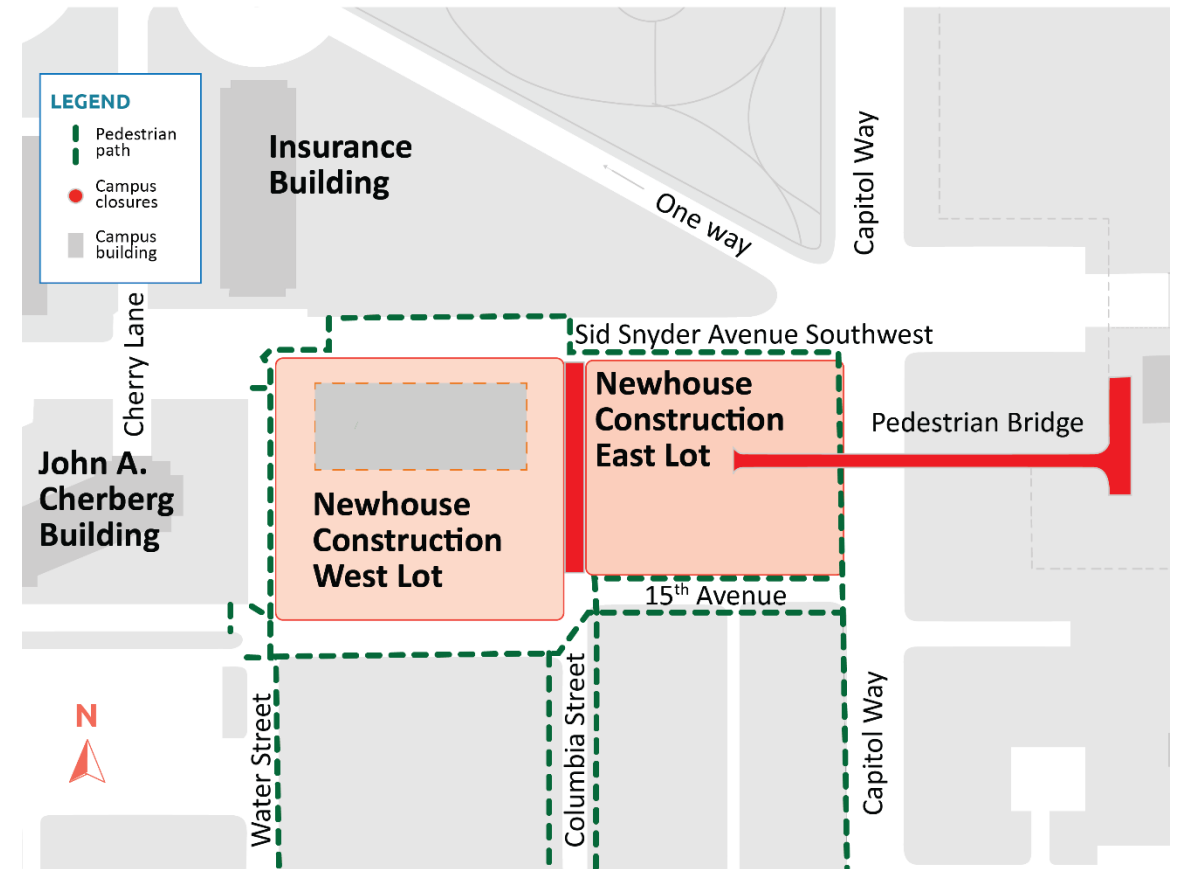 LEGEND
Pedestrian
path
Campus
closures
Campus
building
Insurance
Building
One way
Capitol Way
Cherry Lane
Sid Snyder Avenue Southwest
Newhouse
Construction
East Lot
Pedestrian Bridge
John A.
Cherberg
Building
Newhouse
Construction
West Lot
15th Avenue
N
Water Street
Columbia Street
Capitol Way